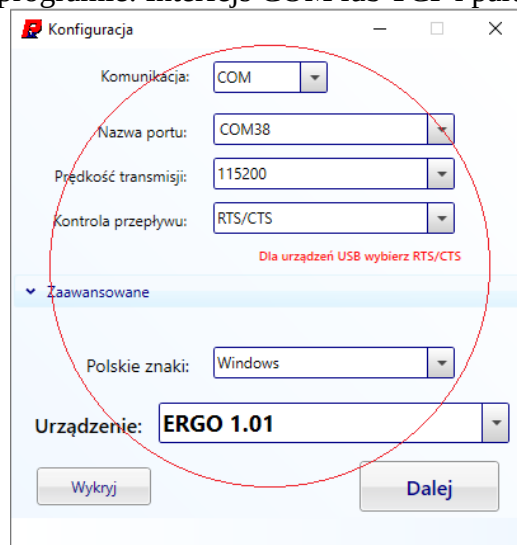 programie: interfejs COM lub TCP i
Konfiguracja
Komunikacja: COM
Nazwa portu: COM38
Prędkość transmisji: 115200
Kontrola przepływu: RTS/CTS
Dla urządzeń USB wybierz RTS/CTS
Zaawansowane
Polskie znaki: Windows
Urządzenie: ERGO 1.01
Wykryj Dalej